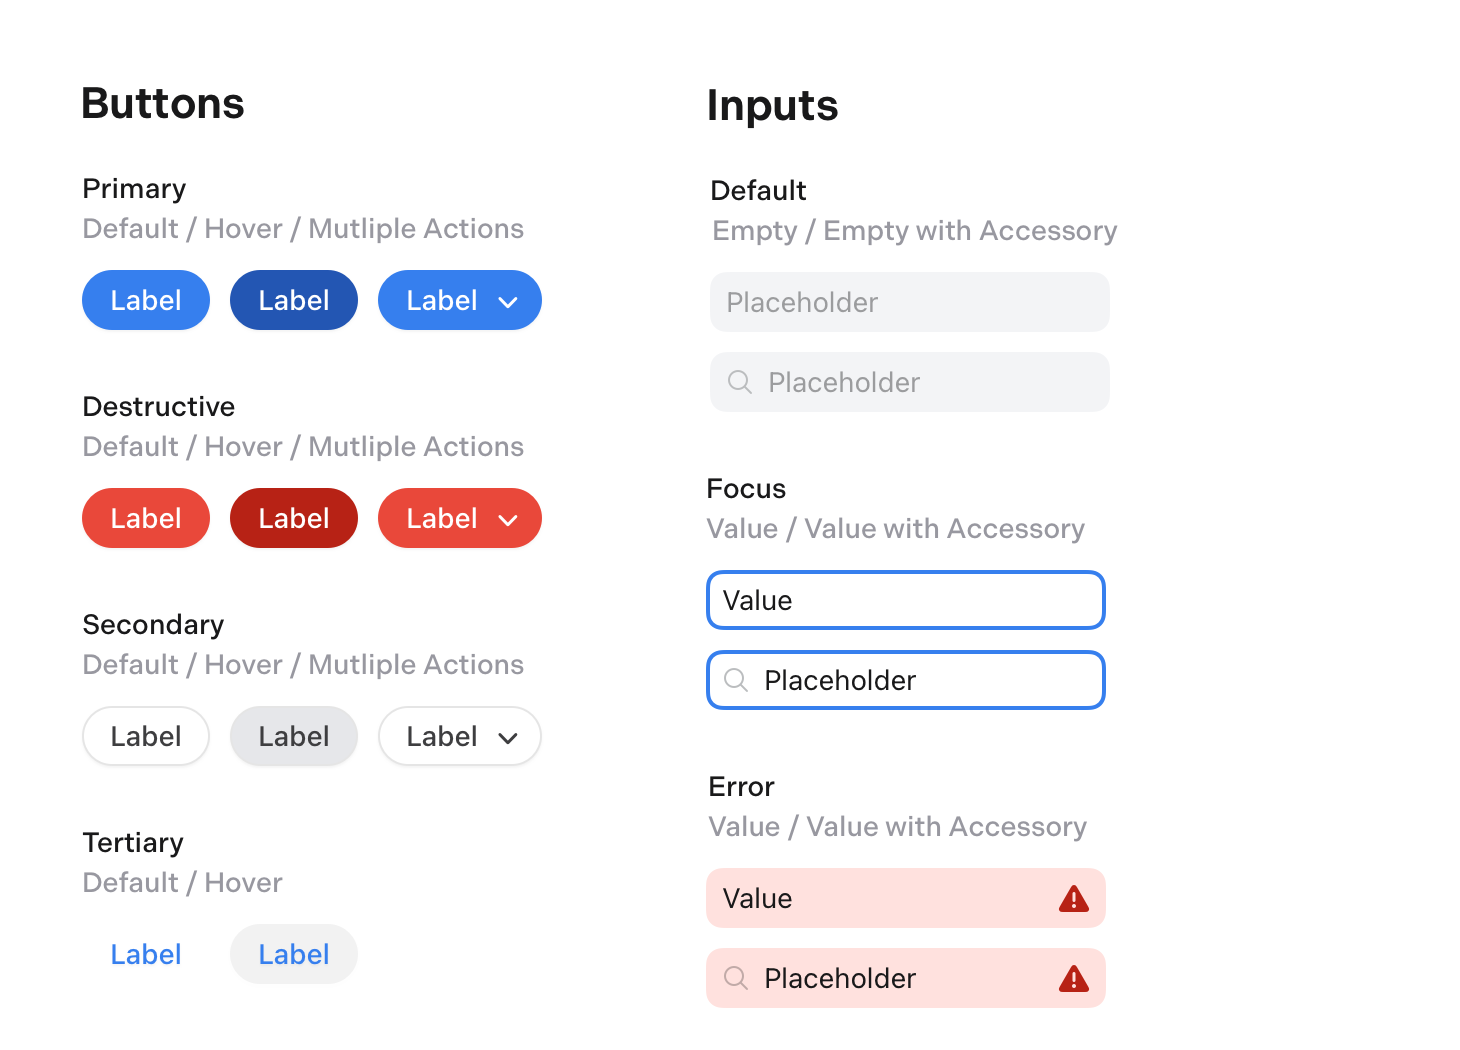 Buttons
Primary
Default / Hover / Mutliple Actions
Label
Label
Label
Destructive
Default / Hover / Mutliple Actions
Label
Label
Label
Secondary
Default / Hover / Mutliple Actions
Label
Label
Label
Tertiary
Default / Hover
Label
Label
Inputs
Default
Empty / Empty with Accessory
Placeholder
Placeholder
Focus
Value / Value with Accessory
Value
Placeholder
Error
Value / Value with Accessory
Value
Placeholder